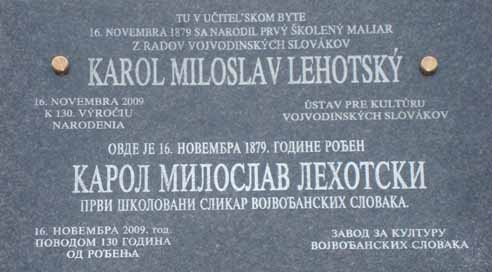 TU V UČITEĽSKOM BYTE
16. NOVEMBRA 1879 SA NARODIL PRVÝ ŠKOLENÝ MALIAR
Z RADOV VOJVODINSKÝCH SLOVÁKOV
KAROL MILOSLAV LEHOTSKÝ
16. NOVEMBRA 2009
K 130. VÝROČIU
NARODENIA
ÚSTAV PRE KULTÚRU
VOJVODINSKÝCH SLOVÁKOV
ОВДЕ ЈЕ 16. НОВЕМБРА 1879. ГОДИНЕ РОЂЕН
КАРОЛ МИЛОСЛАВ ЛЕХОТСКИ
ПРВИ ШКОЛОВАНИ СЛИКАР ВОЈВОЂАНСКИХ СЛОВАКА.
16. НОВЕМБРА 2009. год.
ПОВОДОМ 130 ГОДИНА
ОД РОЂЕЊА
ЗАВОД ЗА КУЛТУРУ
ВОЈВОЂАНСКИХ СЛОВАКА